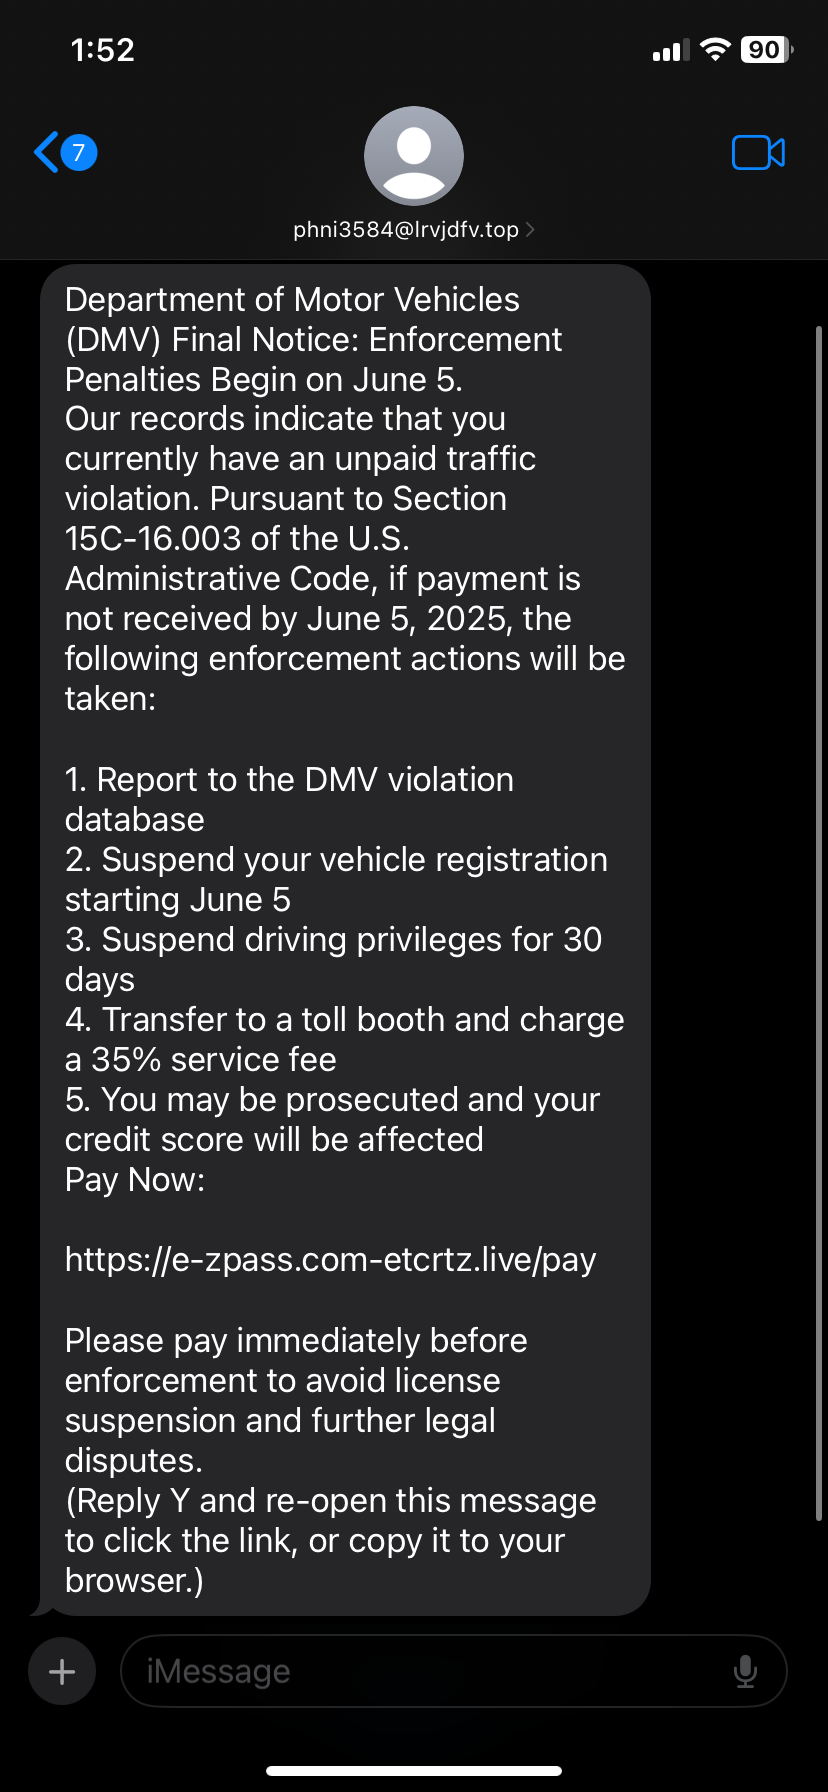 1:52
90
7
phni3584@lrvjdfv.top
Department of Motor Vehicles
(DMV) Final Notice: Enforcement
Penalties Begin on June 5.
Our records indicate that you
currently have an unpaid traffic
violation. Pursuant to Section
15C-16.003 of the U.S.
Administrative Code, if payment is
not received by June 5, 2025, the
following enforcement actions will be
taken:
1. Report to the DMV violation
database
2. Suspend your vehicle registration
starting June 5
3. Suspend driving privileges for 30
days
4. Transfer to a toll booth and charge
a 35% service fee
5. You may be prosecuted and your
credit score will be affected
Pay Now:
https://e-zpass.com-etcrtz.live/pay
Please pay immediately before
enforcement to avoid license
suspension and further legal
disputes.
(Reply Y and re-open this message
to click the link, or copy it to your
browser.)
iMessage